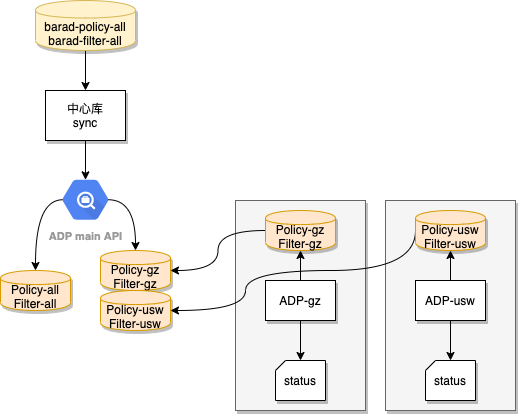 barad-policy-all
barad-filter-all
中心库
sync
ADP main API
Policy-all
Filter-all
Policy-gz
Filter-gz
Policy-usw
Filter-usw
Policy-gz
Filter-gz
ADP-gz
status
Policy-usw
Filter-usw
ADP-usw
status